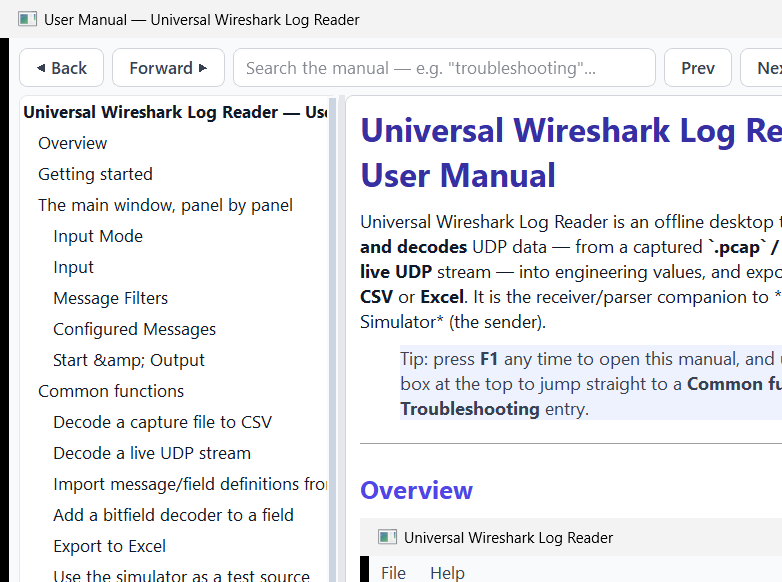 User Manual — Universal Wireshark Log Reader
Back
Forward
Search the manual — e.g. "troubleshooting"...
Prev
Universal Wireshark Log Reader —
Overview
Getting started
The main window, panel by panel
Input Mode
Input
Message Filters
Configured Messages
Start &amp; Output
Common functions
Decode a capture file to CSV
Decode a live UDP stream
Import message/field definitions
Add a bitfield decoder to a field
Export to Excel
Use the simulator as a test source
Universal Wireshark Log
User Manual
Universal Wireshark Log Reader is an offline desktop
and decodes UDP data — from a captured `.pcap` /
live UDP stream — into engineering values, and
CSV or Excel. It is the receiver/parser companion to *
Simulator* (the sender).
Tip: press F1 any time to open this manual, and
box at the top to jump straight to a Common
Troubleshooting entry.
Overview
Universal Wireshark Log Reader
File Help